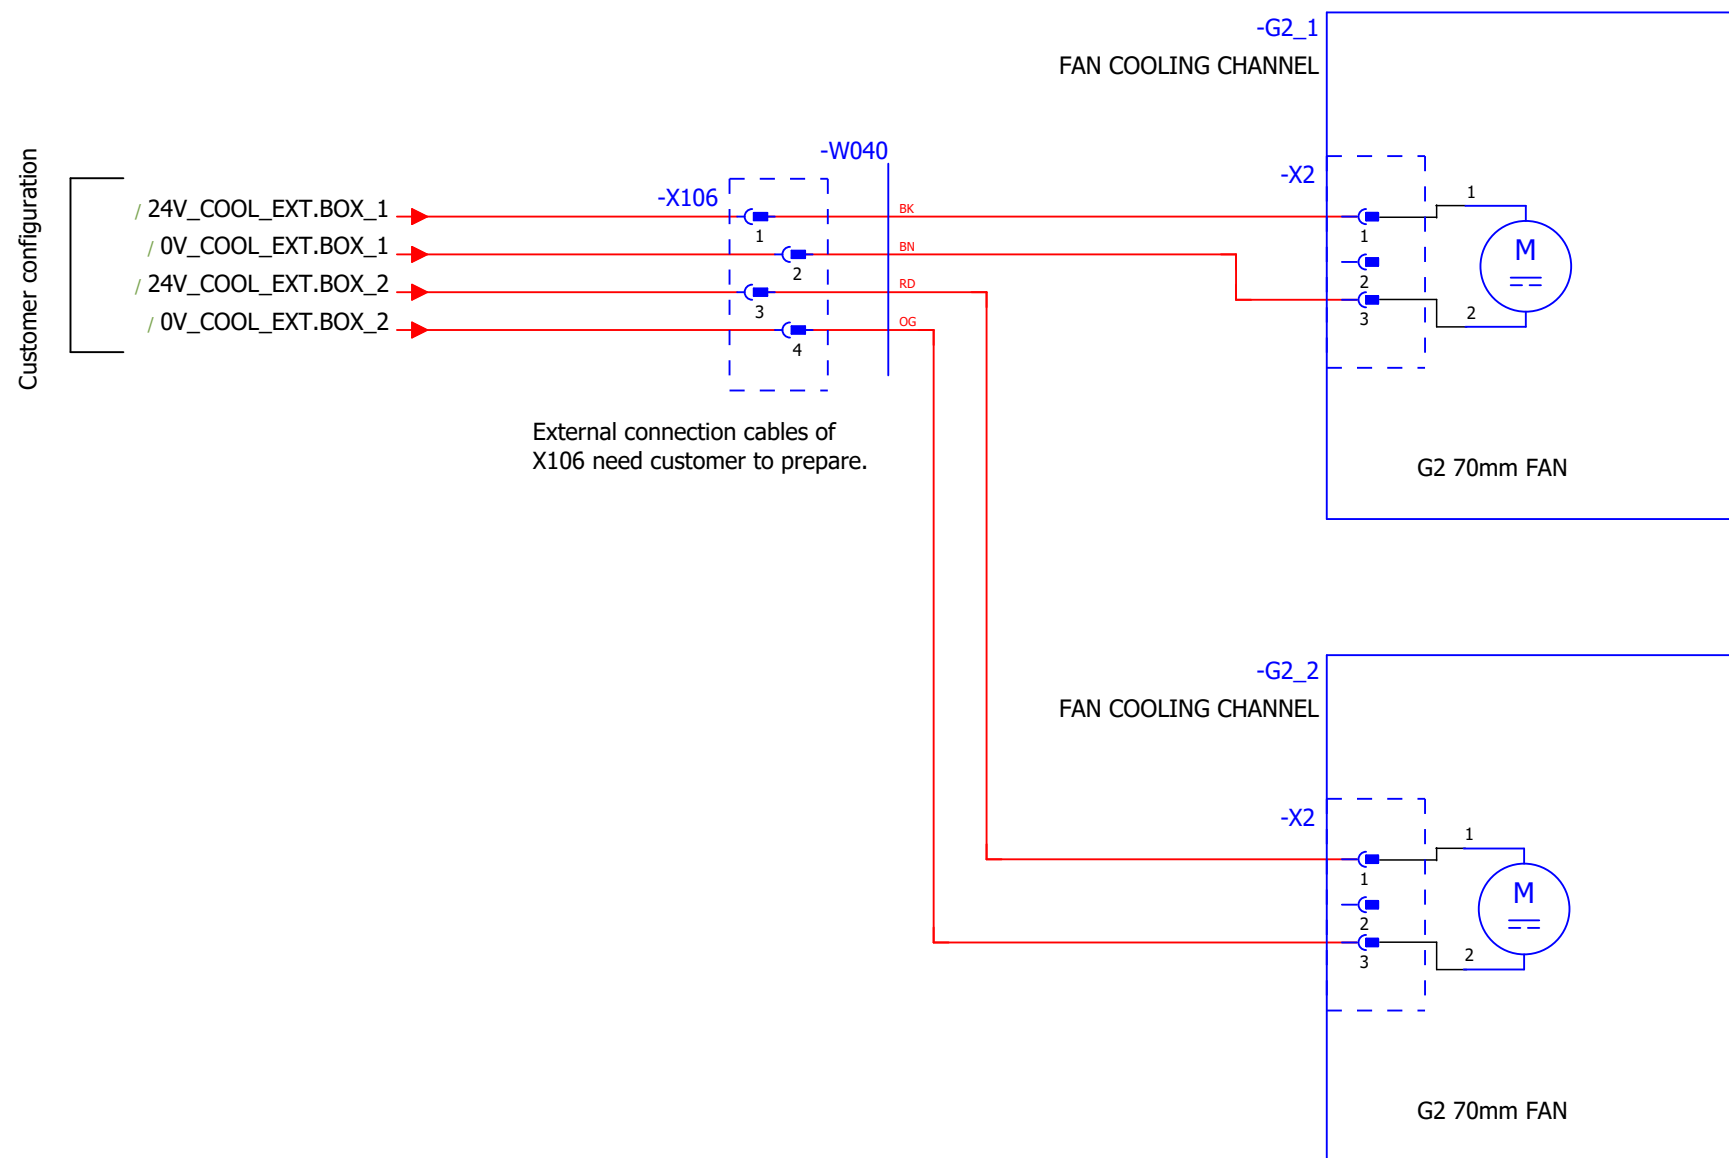 -G2_1
FAN COOLING CHANNEL
Customer configuration
-W040
-X106
-X2
/ 24V_COOL_EXT.BOX_1
BK
1
1
1
/ 0V_COOL_EXT.BOX_1
BN
2
2
M
/ 24V_COOL_EXT.BOX_2
RD
3
3
2
/ 0V_COOL_EXT.BOX_2
OG
4
External connection cables of
X106 need customer to prepare.
G2 70mm FAN
-G2_2
FAN COOLING CHANNEL
-X2
1
1
2
M
3
2
G2 70mm FAN